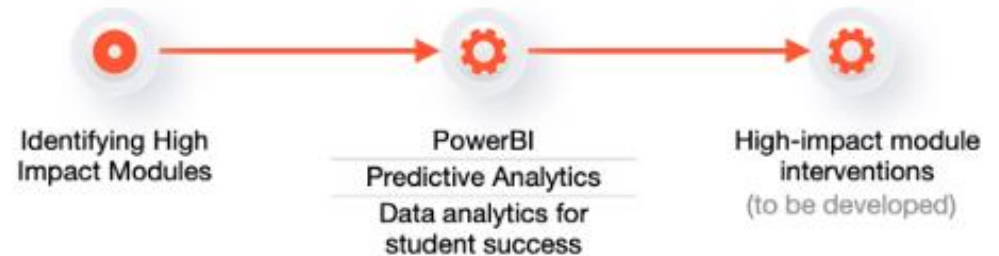 Identifying High
Impact Modules
PowerBI
Predictive Analytics
Data analytics for
student success
High-impact module
interventions
(to be developed)